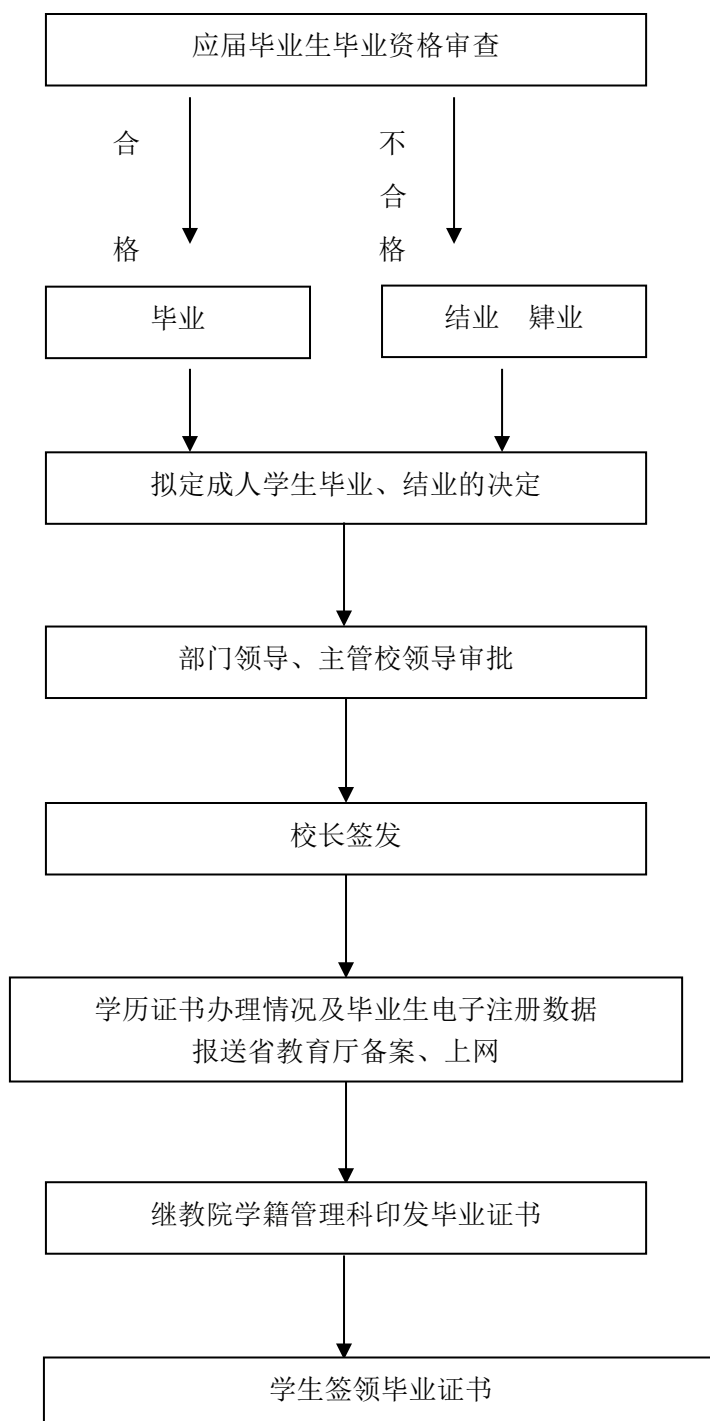 应届毕业生毕业资格审查
合格
不合格
毕业
结业　肄业
拟定成人学生毕业、结业的决定
部门领导、主管校领导审批
校长签发
学历证书办理情况及毕业生电子注册数据
报送省教育厅备案、上网
继教院学籍管理科印发毕业证书
学生签领毕业证书